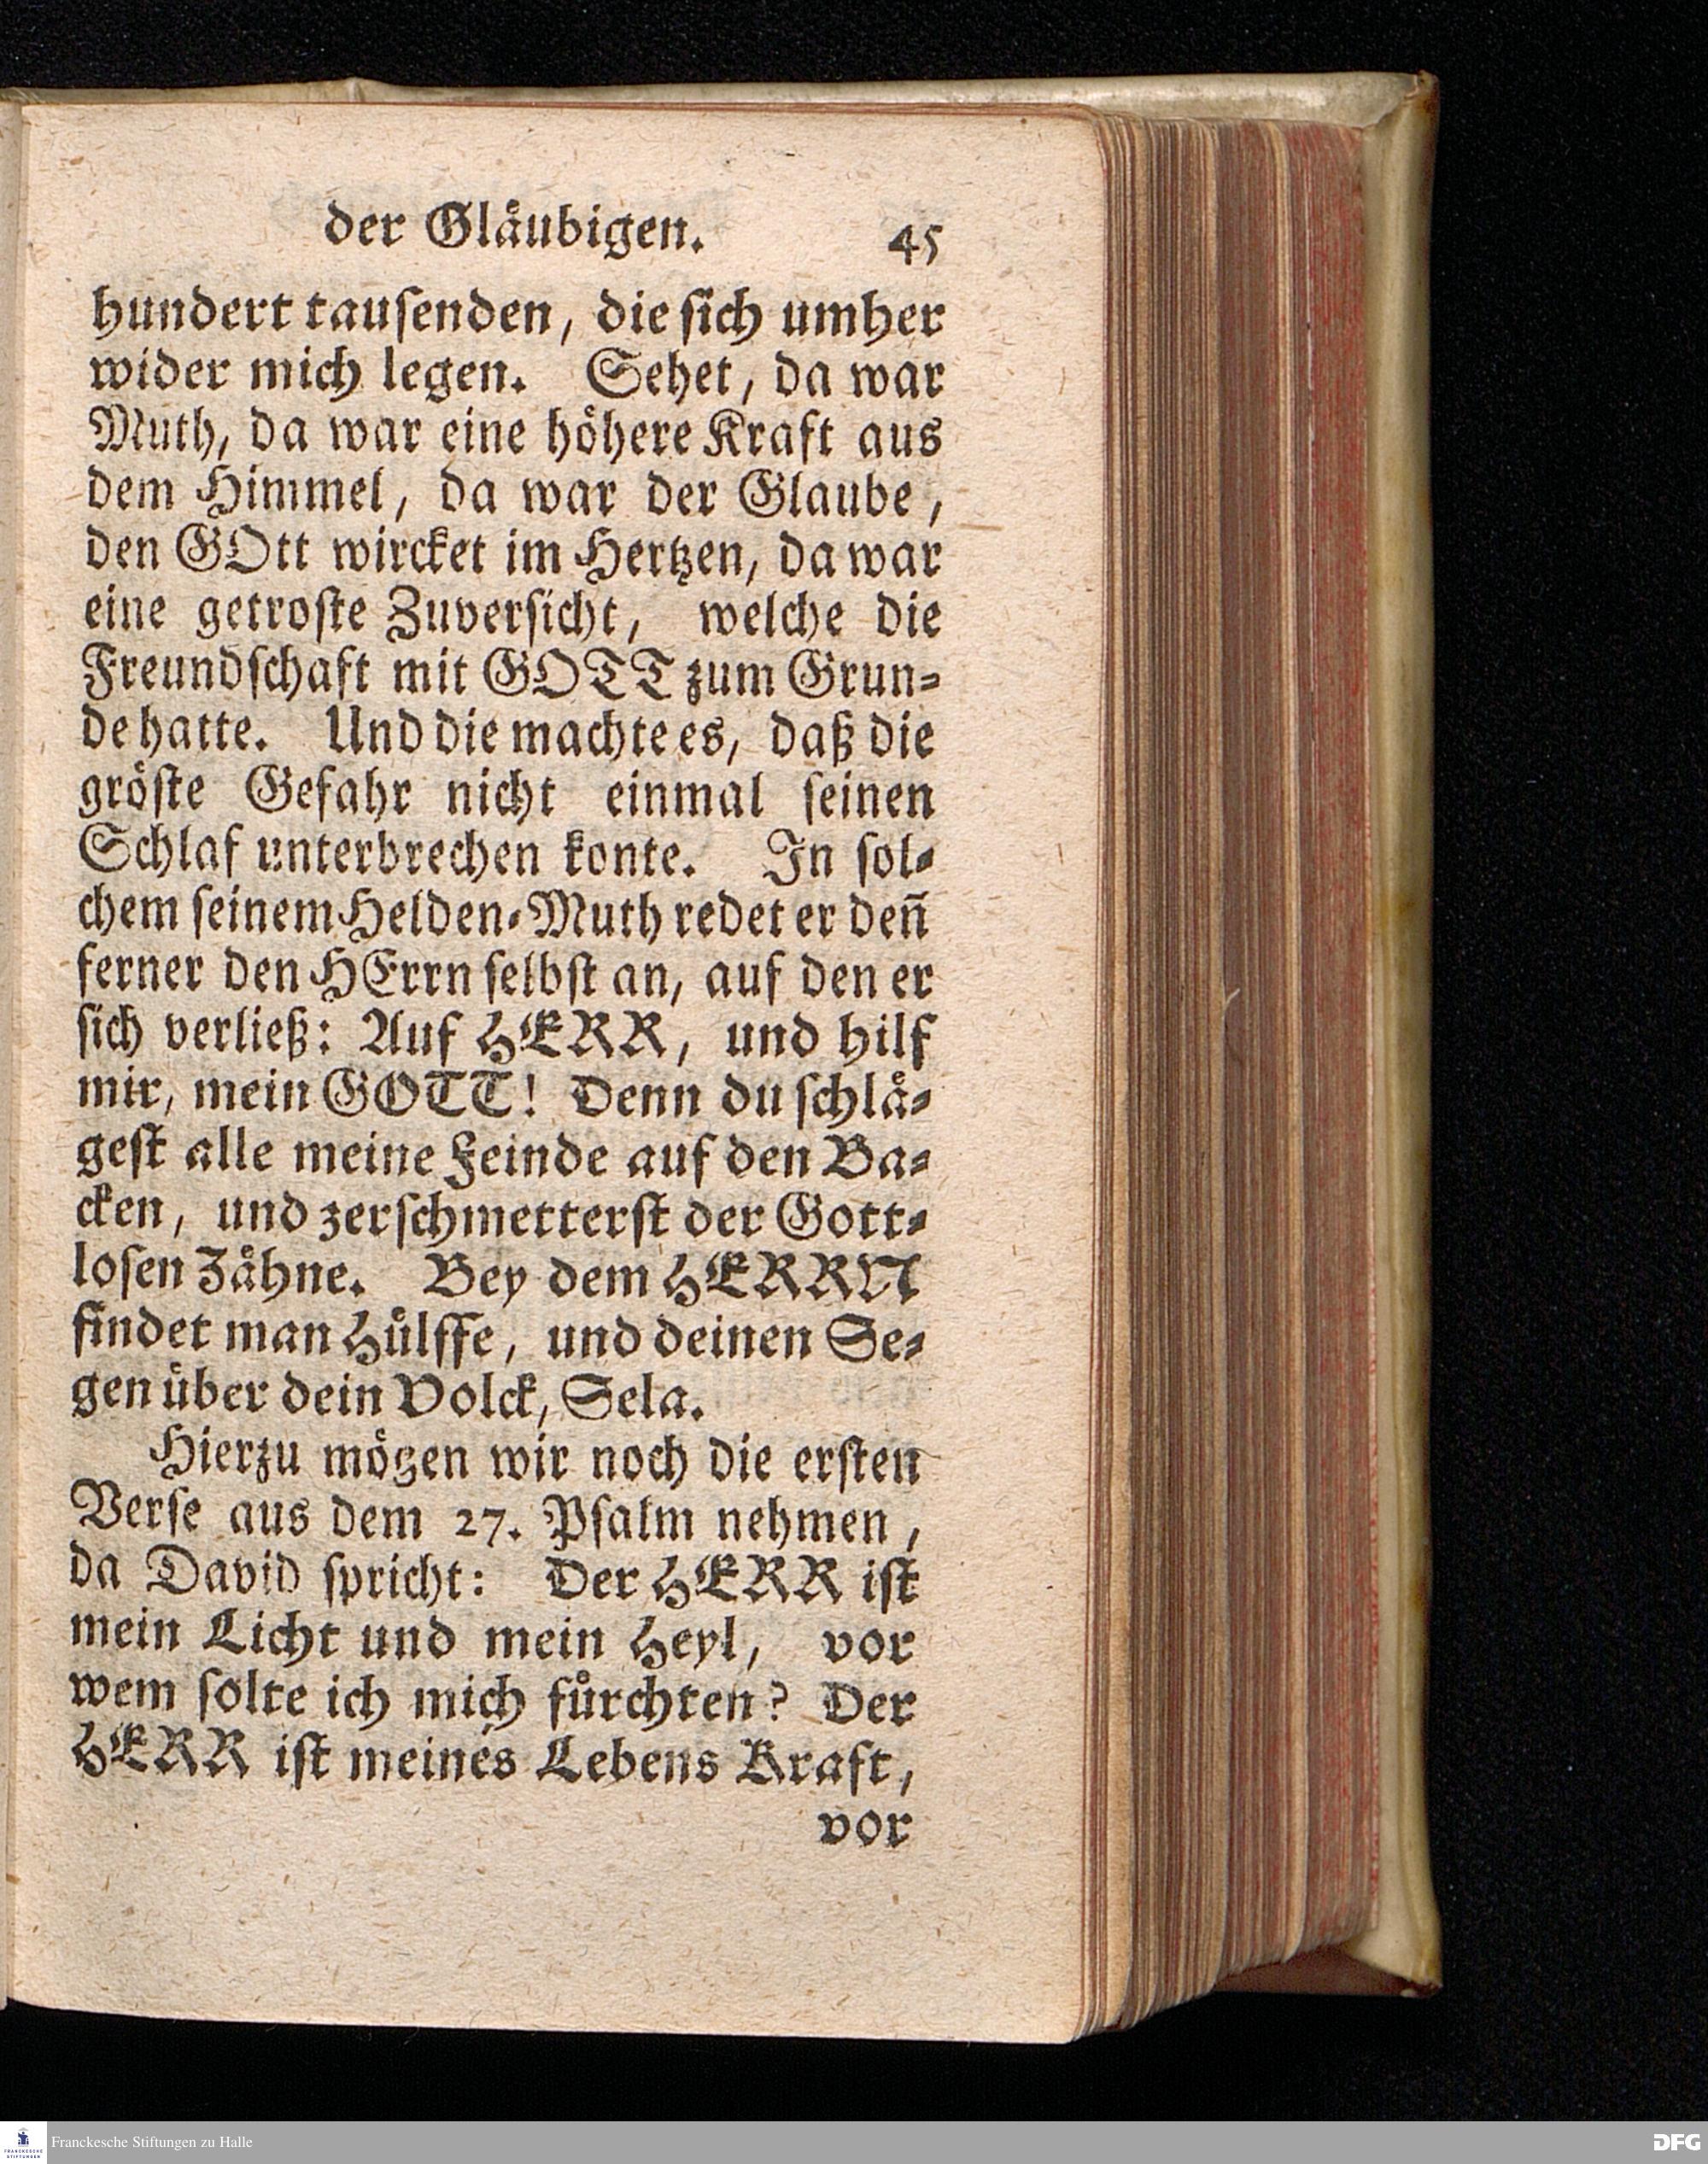 der Gläubigen. 45
hundert tausenden, die sich umher
wider mich legen. Sehet, da war
Muth, da war eine höhere Kraft aus
dem Himmel, da war der Glaube,
den GOtt wircket im Hertzen, da war
eine getroste Zuversicht, welche die
Freundschaft mit GOTT zum Grun-
de hatte. Und die machte es, daß die
gröste Gefahr nicht einmal seinen
Schlaf unterbrechen konte. In sol-
chem seinem Helden-Muth redet er deñ
ferner den HErrn selbst an, auf den er
sich verließ: Auf HERR, und hilf
mir, mein GOTT! Denn du schlä-
gest alle meine Feinde auf den Ba-
cken, und zerschmetterst der Gott-
losen Zähne. Bey dem HERRN
findet man Hülffe, und deinen Se-
gen über dein Volck, Sela.
Hierzu mögen wir noch die ersten
Verse aus dem 27. Psalm nehmen,
da David spricht: Der HERR ist
mein Licht und mein Heyl, vor
wem solte ich mich fürchten? Der
HERR ist meines Lebens Kraft,
vor
FRANCKESCHE
STIFTUNGEN
Franckesche Stiftungen zu Halle
DFG